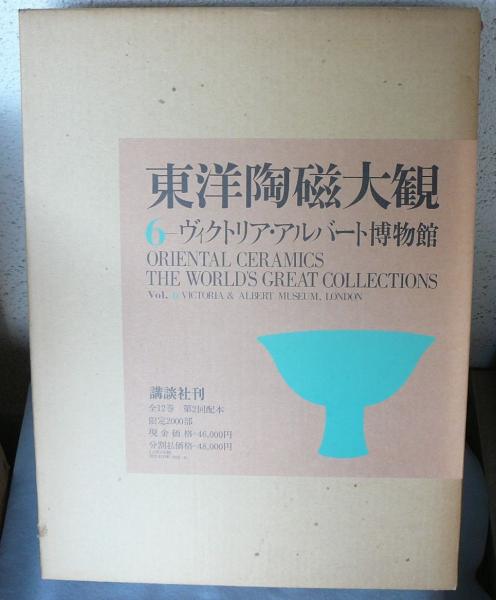 東洋陶磁大観
6—ヴィクトリア・アルバート博物館
ORIENTAL CERAMICS
THE WORLD'S GREAT COLLECTIONS
Vol. 6 VICTORIA & ALBERT MUSEUM, LONDON
講談社刊
全12巻 第2回配本
限定2000部
現金価格—46,000円
分割払価格—48,000円